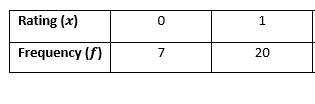 Rating (x) 0 1
Frequency (f) 7 20